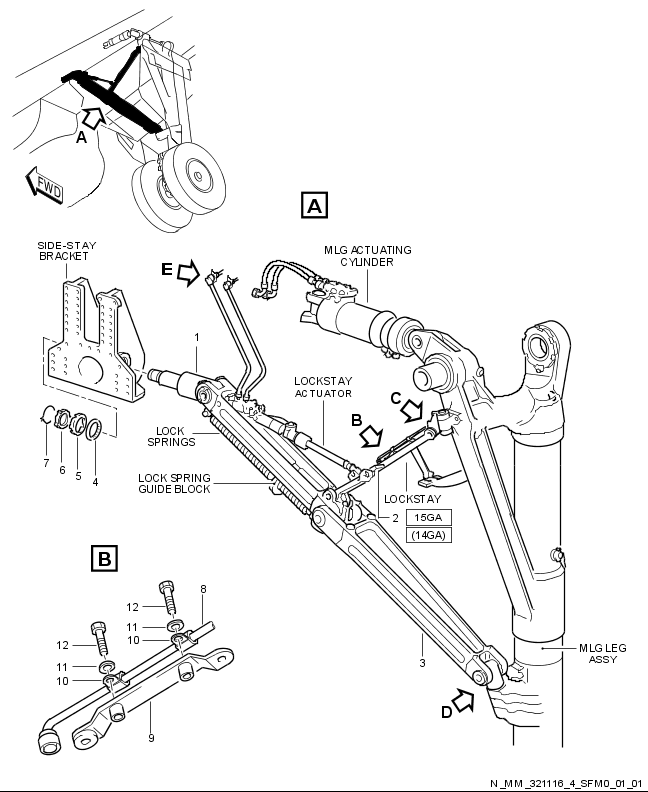 A
FWD
A
SIDE-STAY
BRACKET
E
MLG ACTUATING
CYLINDER
1
LOCKSTAY
ACTUATOR
C
B
LOCK
SPRINGS
7
6
5
4
LOCK SPRING
GUIDE BLOCK
LOCKSTAY
2
15GA
(14GA)
B
12
8
11
10
12
11
10
9
3
MLG LEG
ASSY
D
N_MM_321116_4_SFM0_01_01